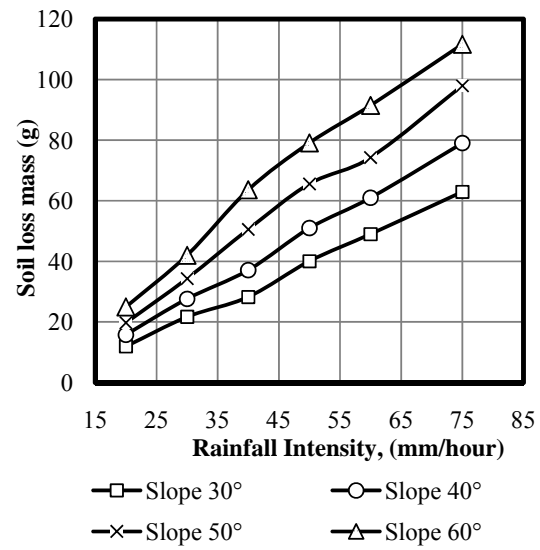 Soil loss mass (g)
120
100
80
60
40
20
0
15 25 35 45 55 65 75 85
Rainfall Intensity, (mm/hour)
Slope 30° Slope 40°
Slope 50° Slope 60°